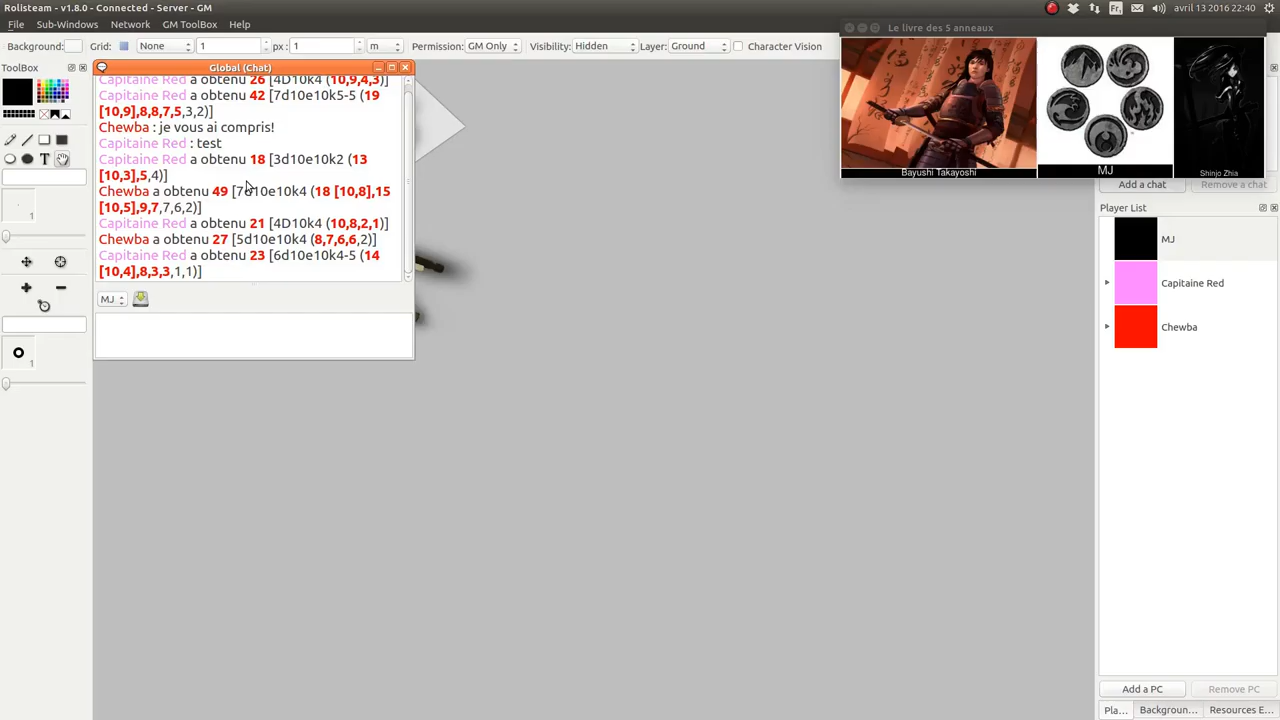 Rolisteam - v1.8.0 - Connected - Server - GM
Fr
avril 13 2016 22:40
File Sub-Windows View Network GM ToolBox Help
Background: Grid: None 1 px : 1 m Permission: GM Only Visibility: Hidden Layer: Ground Character Vision
Le livre des 5 anneaux
Bayushi Takayoshi
MJ
Shinjo Zhia
ToolBox
T
1
1
Global (Chat)
Capitaine Red a obtenu 26 [4D10k4 (10,9,4,3)]
Capitaine Red a obtenu 42 [7d10e10k5-5 (19
[10,9],8,8,7,5,3,2)]
Chewba : je vous ai compris!
Capitaine Red : test
Capitaine Red a obtenu 18 [3d10e10k2 (13
[10,3],5,4)]
Chewba a obtenu 49 [7d10e10k4 (18 [10,8],15
[10,5],9,7,7,6,2)]
Capitaine Red a obtenu 21 [4D10k4 (10,8,2,1)]
Chewba a obtenu 27 [5d10e10k4 (8,7,6,6,2)]
Capitaine Red a obtenu 23 [6d10e10k4-5 (14
[10,4],8,3,3,1,1)]
MJ
Add a chat Remove a chat
Player List
MJ
Capitaine Red
Chewba
Add a PC Remove PC
Pla... Backgroun... Resources E...